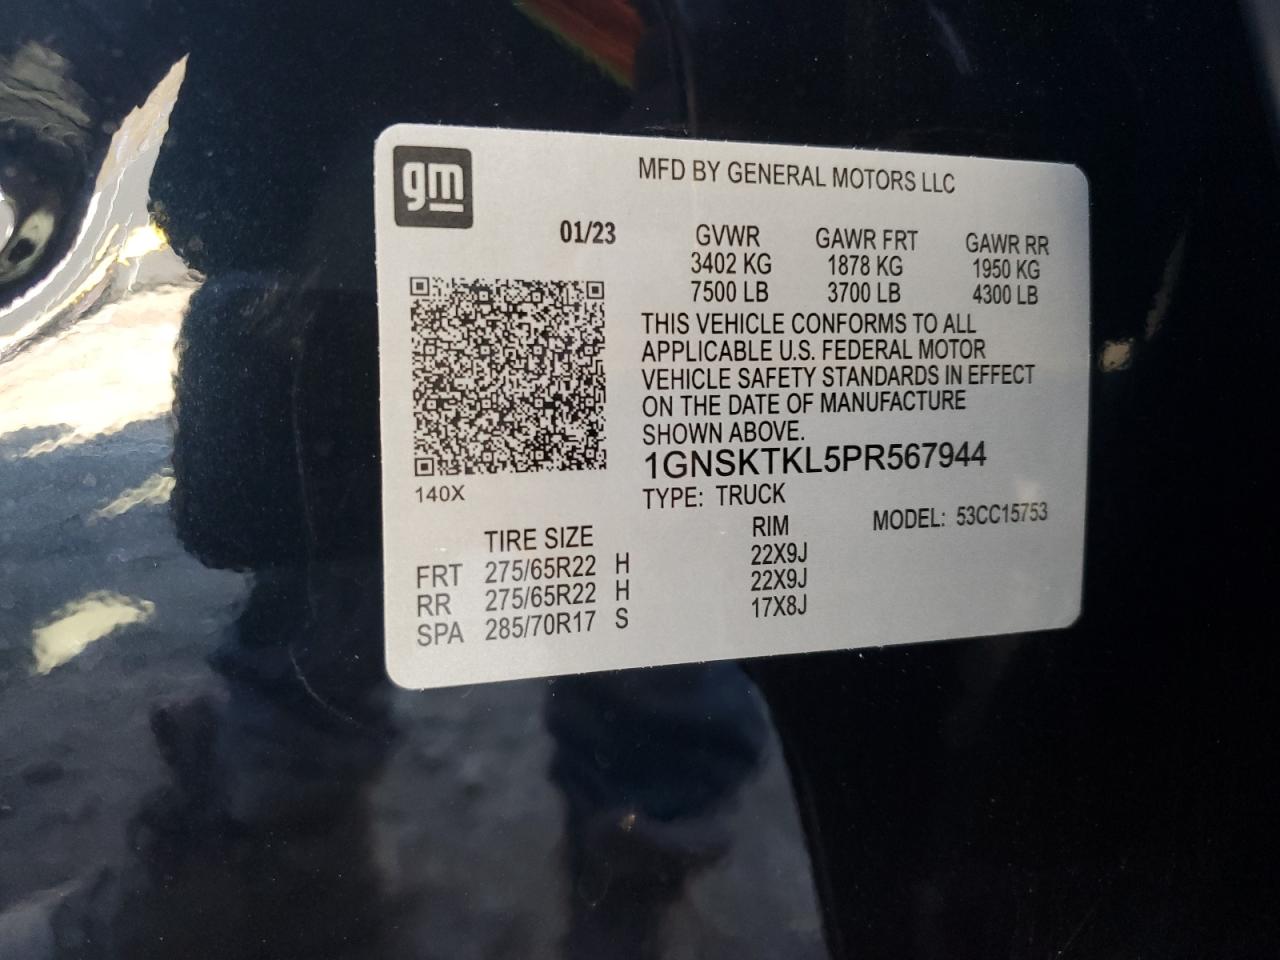 gm
MFD BY GENERAL MOTORS LLC
01/23
GVWR GAWR FRT GAWR RR
3402 KG 1878 KG 1950 KG
7500 LB 3700 LB 4300 LB
THIS VEHICLE CONFORMS TO ALL
APPLICABLE U.S. FEDERAL MOTOR
VEHICLE SAFETY STANDARDS IN EFFECT
ON THE DATE OF MANUFACTURE
SHOWN ABOVE.
1GNSKTKL5PR567944
140X
TYPE: TRUCK
MODEL: 53CC15753
TIRE SIZE RIM
FRT 275/65R22 H 22X9J
RR 275/65R22 H 22X9J
SPA 285/70R17 S 17X8J